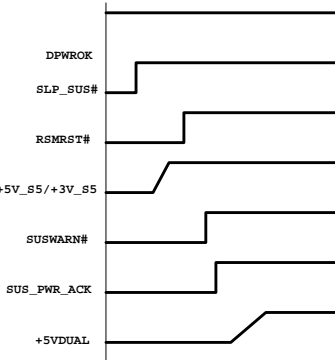 DPWROK
SLP_SUS#
RSMRST#
+5V_S5/+3V_S5
SUSWARN#
SUS_PWR_ACK
+5VDUAL